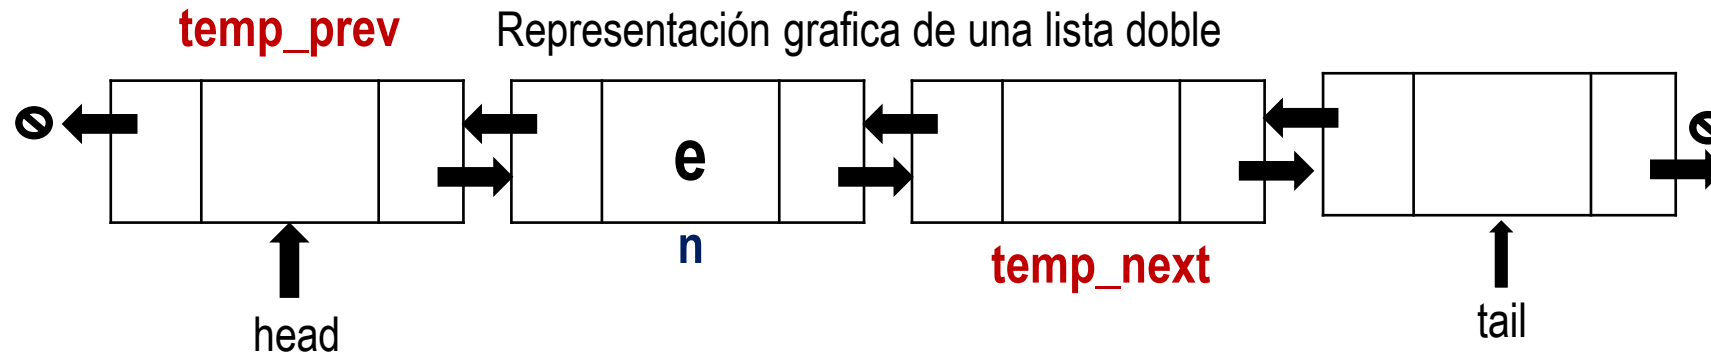 temp_prev Representación grafica de una lista doble
e
n
temp_next
head
tail